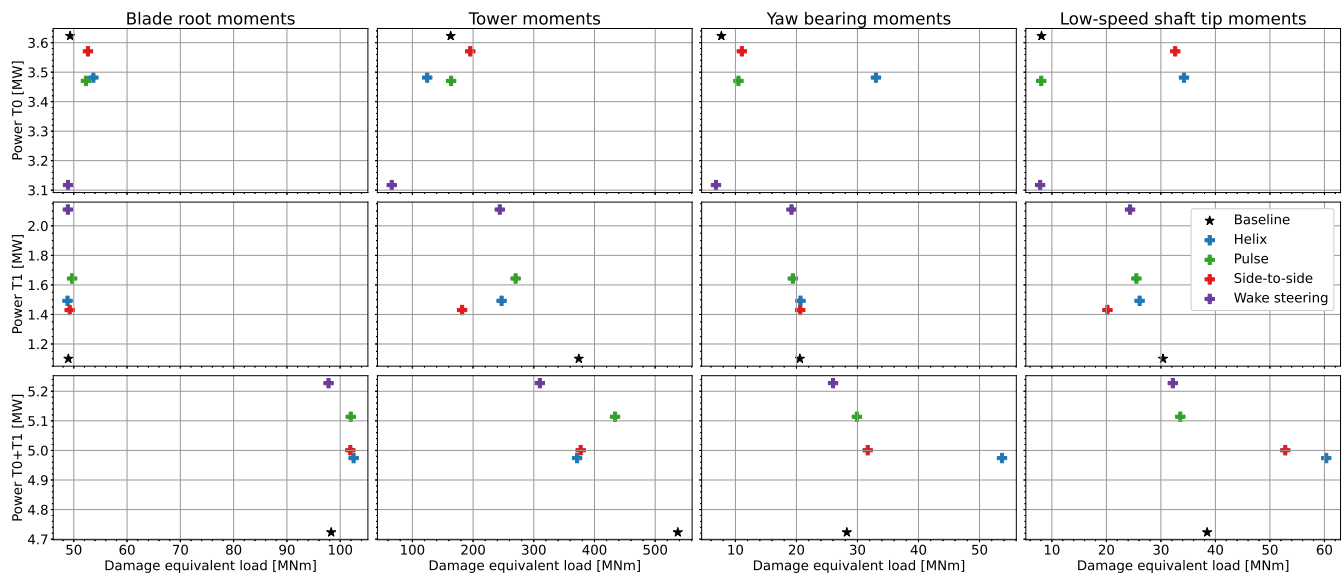 Blade root moments
Tower moments
Yaw bearing moments
Low-speed shaft tip moments
Power T0 [MW]
3.6
3.5
3.4
3.3
3.2
3.1
Power T1 [MW]
2.0
1.8
1.6
1.4
1.2
Baseline
Helix
Pulse
Side-to-side
Wake steering
Power T0+T1 [MW]
5.2
5.1
5.0
4.9
4.8
4.7
50 60 70 80 90 100
100 200 300 400 500
10 20 30 40 50
10 20 30 40 50 60
Damage equivalent load [MNm]
Damage equivalent load [MNm]
Damage equivalent load [MNm]
Damage equivalent load [MNm]